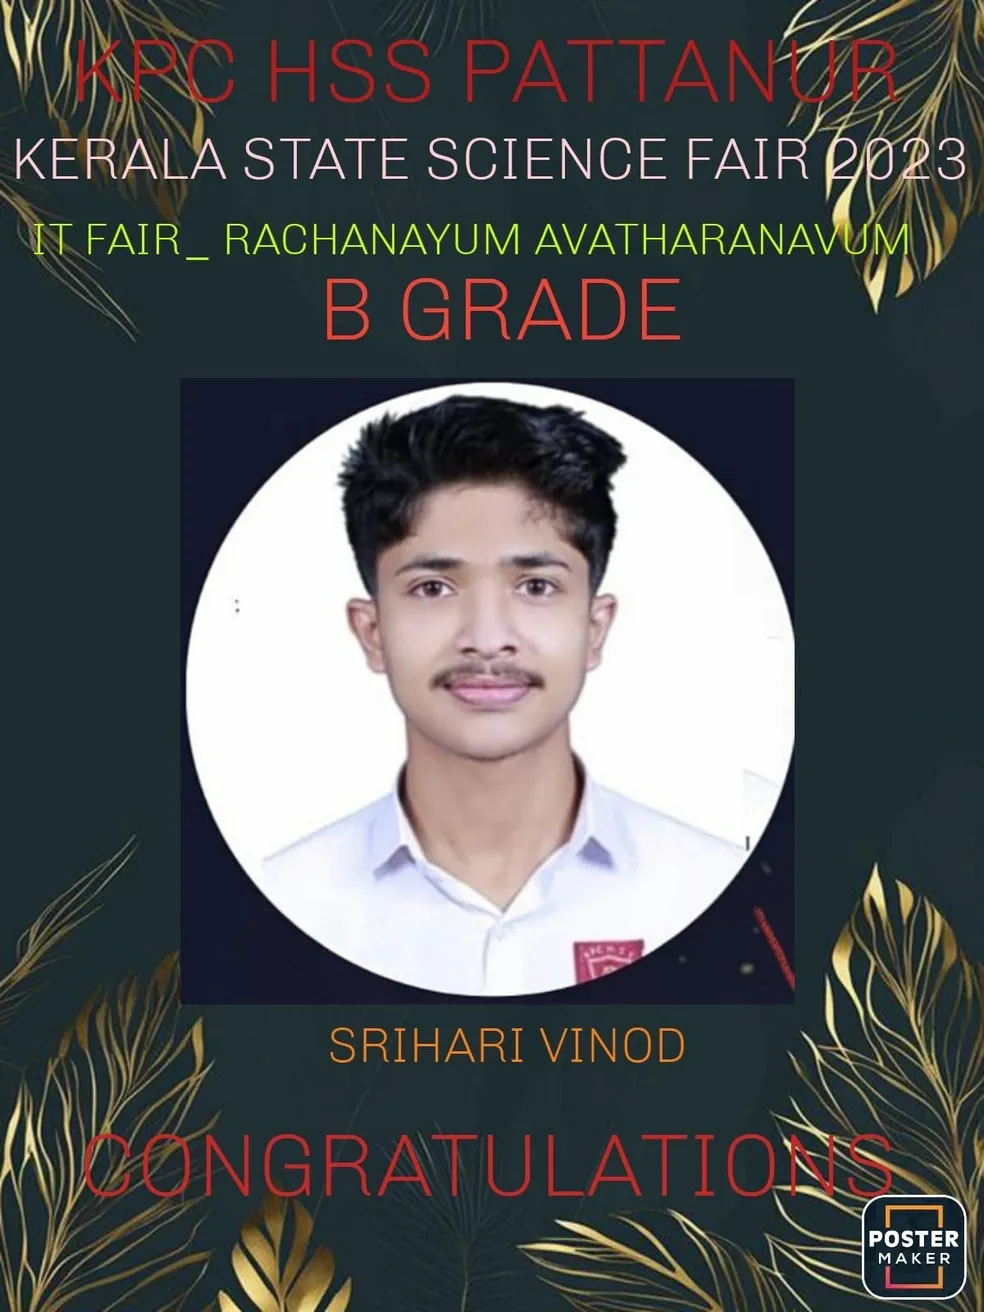 KPC HSS PATTANUR
KERALA STATE SCIENCE FAIR 2023
IT FAIR_ RACHANAYUM AVATHARANAVUM
B GRADE
SRIHARI VINOD
CONGRATULATIONS
POSTER
MAKER